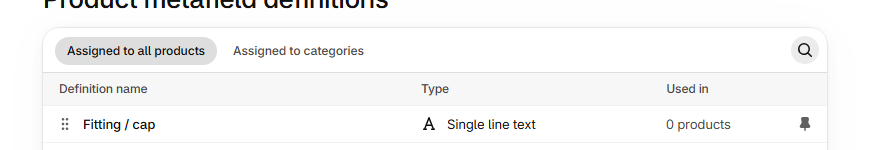 Product metafield definitions
Assigned to all products Assigned to categories
Definition name Type Used in
Fitting / cap Single line text 0 products